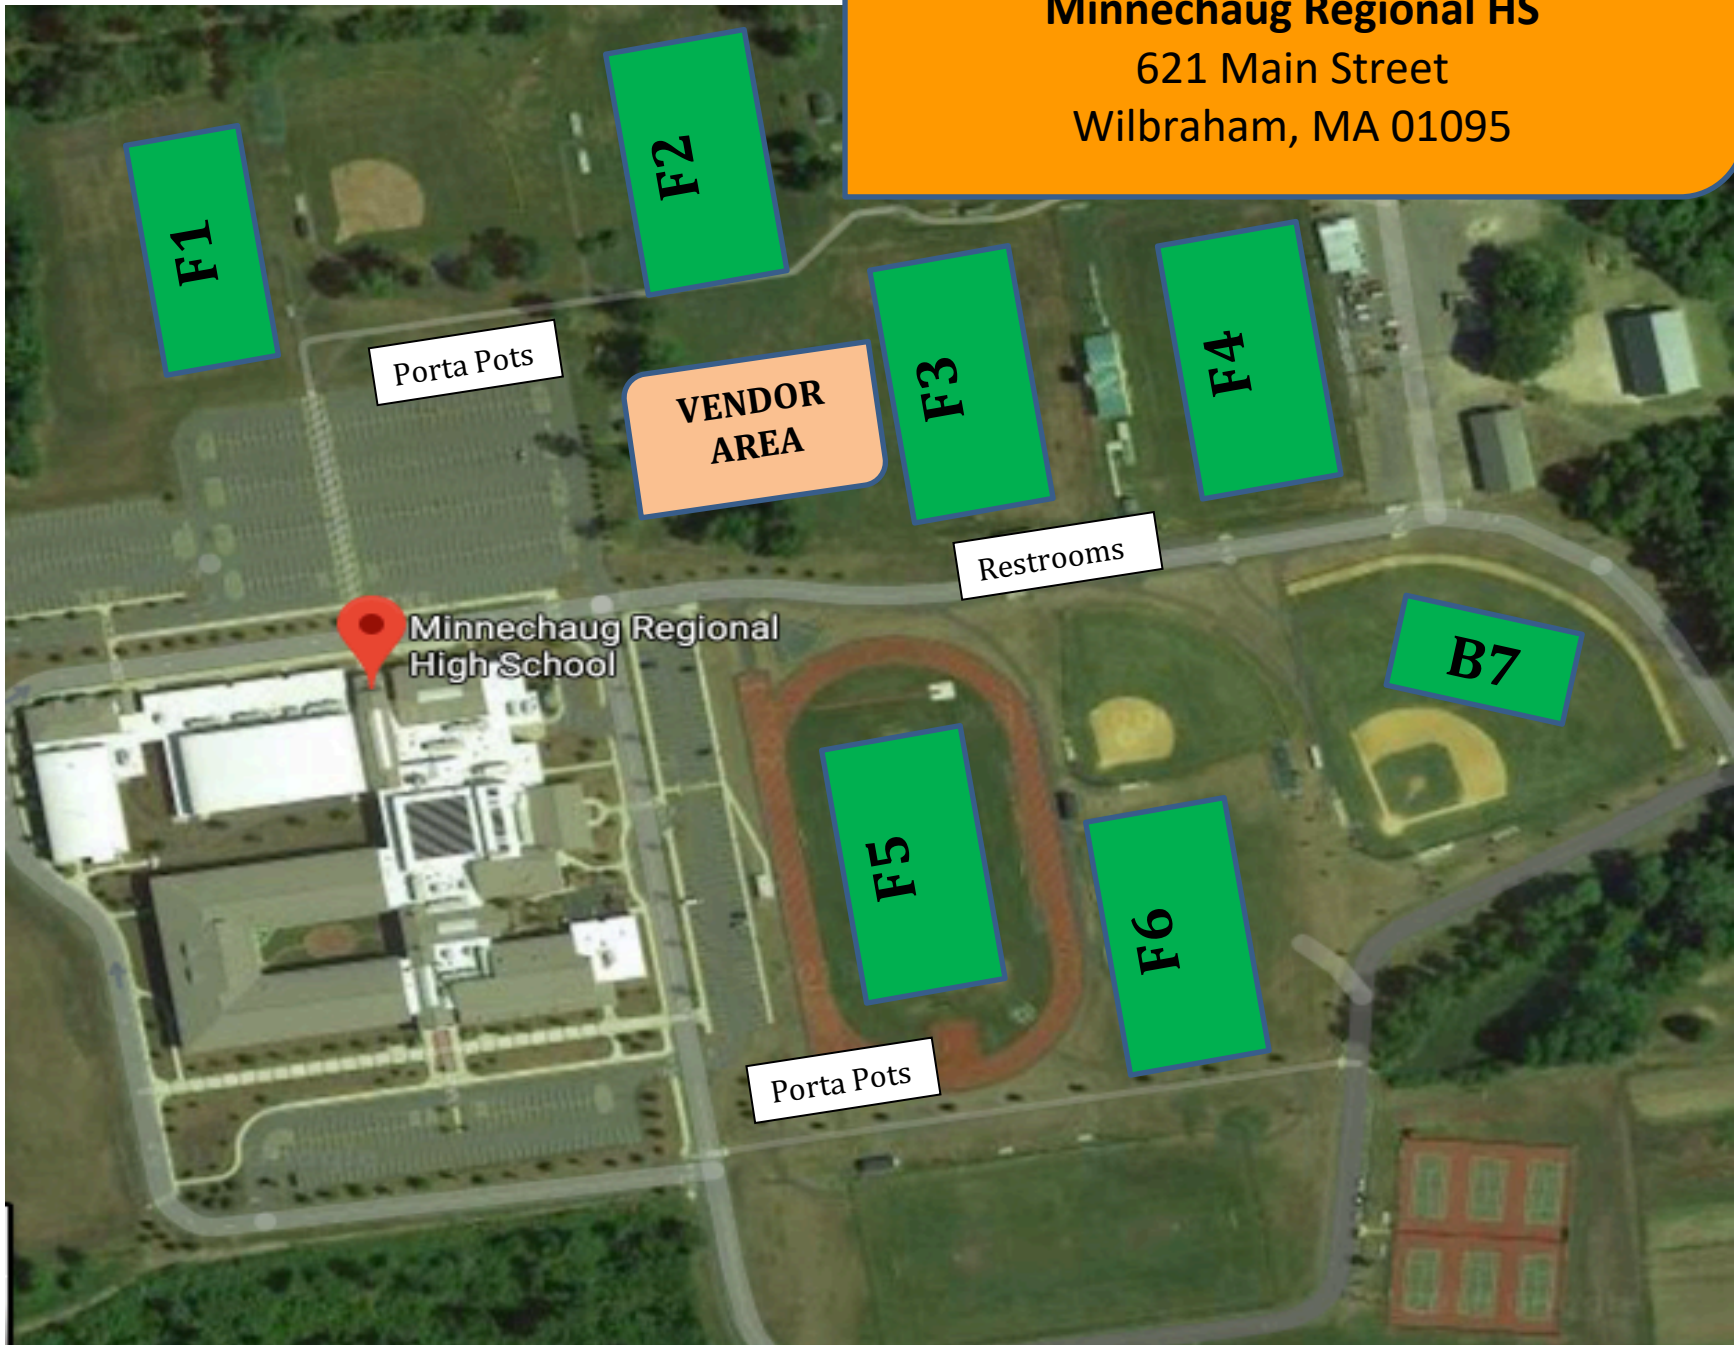 Minnechaug Regional HS
621 Main Street
Wilbraham, MA 01095
F1
F2
F3
F4
Porta Pots
VENDOR
AREA
Restrooms
Minnechaug Regional
High School
B7
F5
F6
Porta Pots